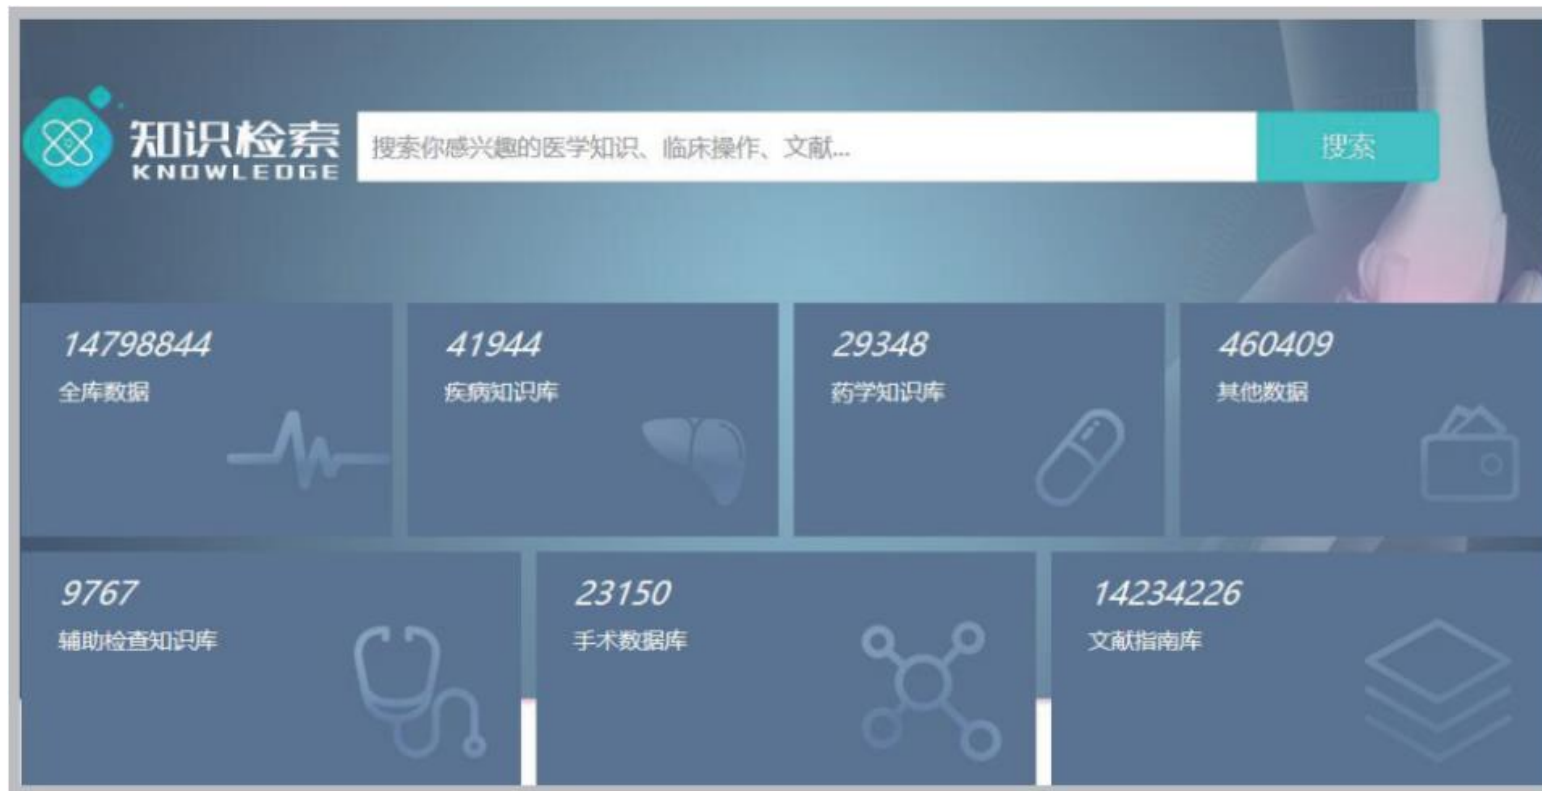 知识检索
KNOWLEDGE
搜索你感兴趣的医学知识、临床操作、文献...
搜索
14798844
全库数据
41944
疾病知识库
29348
药学知识库
460409
其他数据
9767
辅助检查知识库
23150
手术数据库
14234226
文献指南库